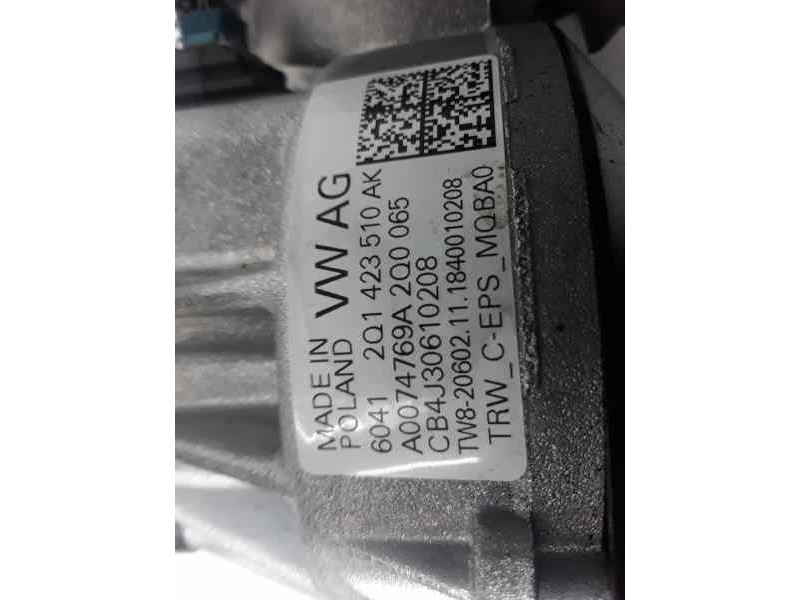 MADE IN
POLAND VW AG
6041 2Q1 423 510 AK
A0074769A 2Q0 065
CB4J30610208
TW8-20602.11.1840010208
TRW_C-EPS_MQBA0